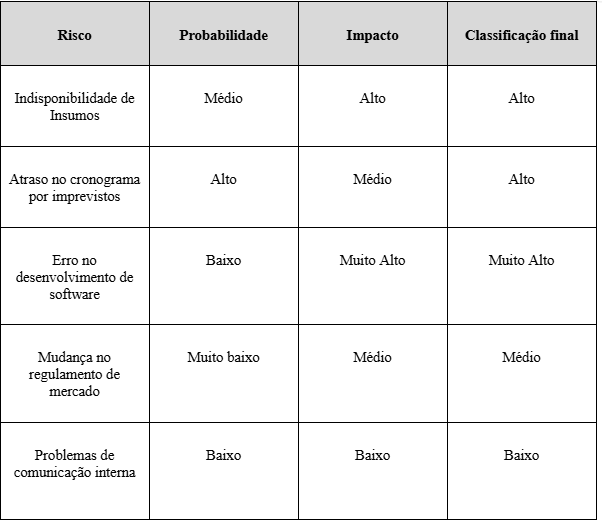 Risco Probabilidade Impacto Classificação final
Indisponibilidade de Médio Alto Alto
Insumos
Atraso no cronograma Alto Médio Alto
por imprevistos
Erro no Baixo Muito Alto Muito Alto
desenvolvimento de
software
Mudança no Muito baixo Médio Médio
regulamento de
mercado
Problemas de Baixo Baixo Baixo
comunicação interna